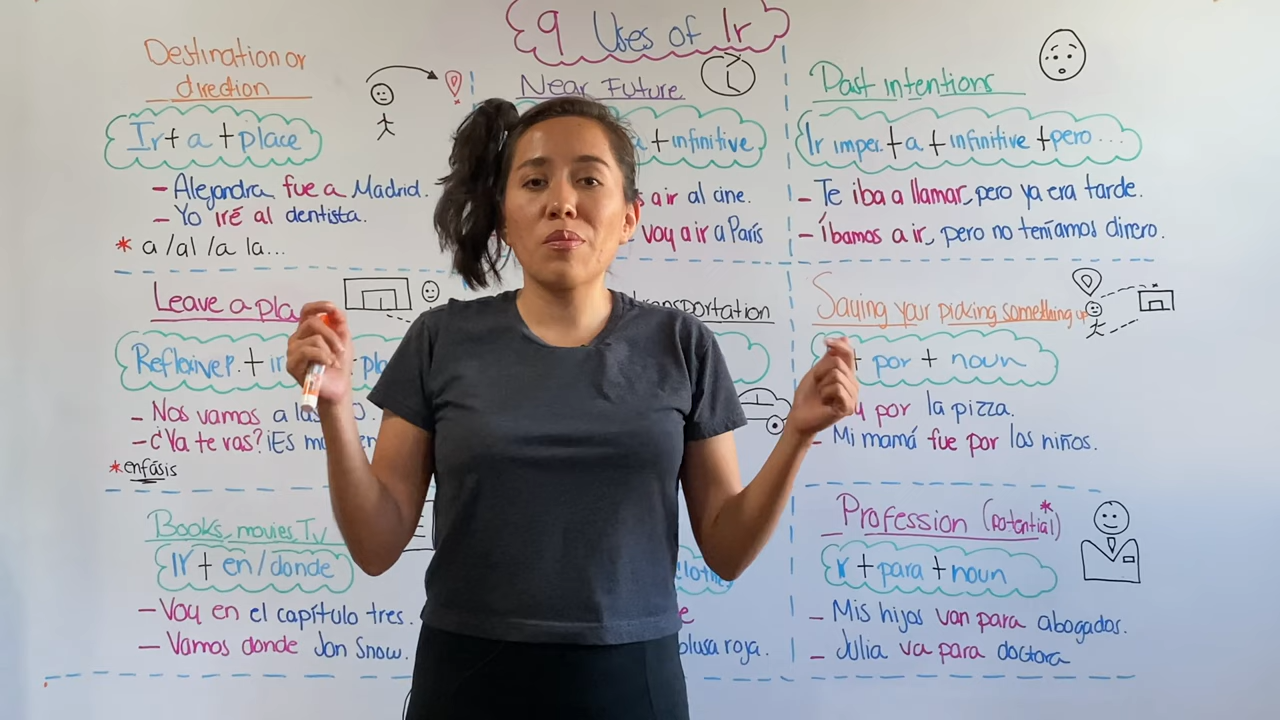 9 Uses of Ir
Destination or
direction
Ir + a + place
- Alejandra fue a Madrid.
- Yo iré al dentista.
* a /al /a la...
Near Future
+ infinitive
a ir al cine.
voy a ir a París
Past intentions
Ir imper. + a + infinitive + pero ...
- Te iba a llamar, pero ya era tarde.
- Íbamos a ir, pero no teníamos dinero.
Leave a
Reflexive P. + ir
- Nos vamos a las
- ¿Ya te vas? ¡Es
* enfásis
transportation
Saying your picking something up
+ por + noun
por la pizza.
- Mi mamá fue por los niños.
Books, movies, TV
Ir + en/donde
- Voy en el capítulo tres.
- Vamos donde Jon Snow.
clothes
blusa roja.
Profession (potential)*
Ir + para + noun
- Mis hijos van para abogados.
- Julia va para doctora